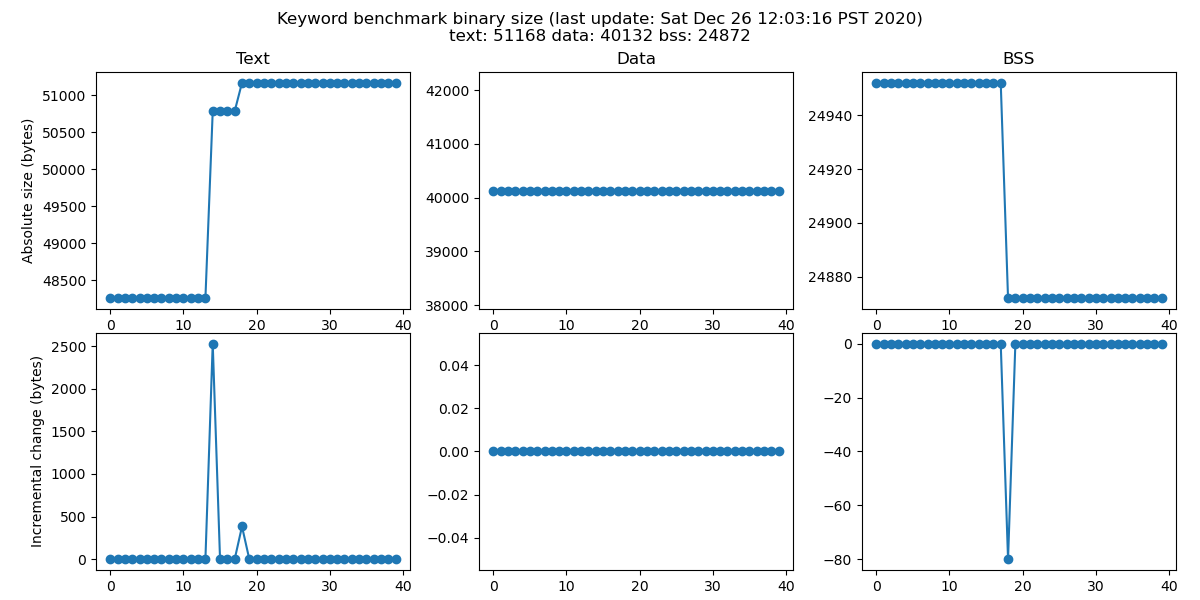 Keyword benchmark binary size (last update: Sat Dec 26 12:03:16 PST 2020)
text: 51168 data: 40132 bss: 24872
Text
Absolute size (bytes)
51000
50500
50000
49500
49000
48500
0 10 20 30 40
Data
42000
41000
40000
39000
38000
0 10 20 30 40
BSS
24940
24920
24900
24880
0 10 20 30 40
Incremental change (bytes)
2500
2000
1500
1000
500
0
0 10 20 30 40
0.04
0.02
0.00
−0.02
−0.04
0 10 20 30 40
0
−20
−40
−60
−80
0 10 20 30 40